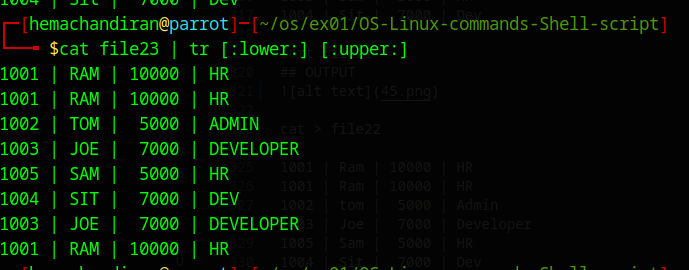 1004 | Sit | 7000 | Dev
┌─[hemachandiran@parrot]─[~/os/ex01/OS-Linux-commands-Shell-script]
└──╼ $cat file23 | tr [:lower:] [:upper:]
1001 | RAM | 10000 | HR
1001 | RAM | 10000 | HR
1002 | TOM |  5000 | ADMIN
1003 | JOE |  7000 | DEVELOPER
1005 | SAM |  5000 | HR
1004 | SIT |  7000 | DEV
1003 | JOE |  7000 | DEVELOPER
1001 | RAM | 10000 | HR
┌─[hemachandiran@parrot]─[~/os/ex01/OS-Linux-commands-Shell-script]
## OUTPUT
![alt text](45.png)
cat > file22
1001 | Ram | 10000 | HR
1001 | Ram | 10000 | HR
1002 | tom |  5000 | Admin
1003 | Joe |  7000 | Developer
1005 | Sam |  5000 | HR
1004 | Sit |  7000 | Dev